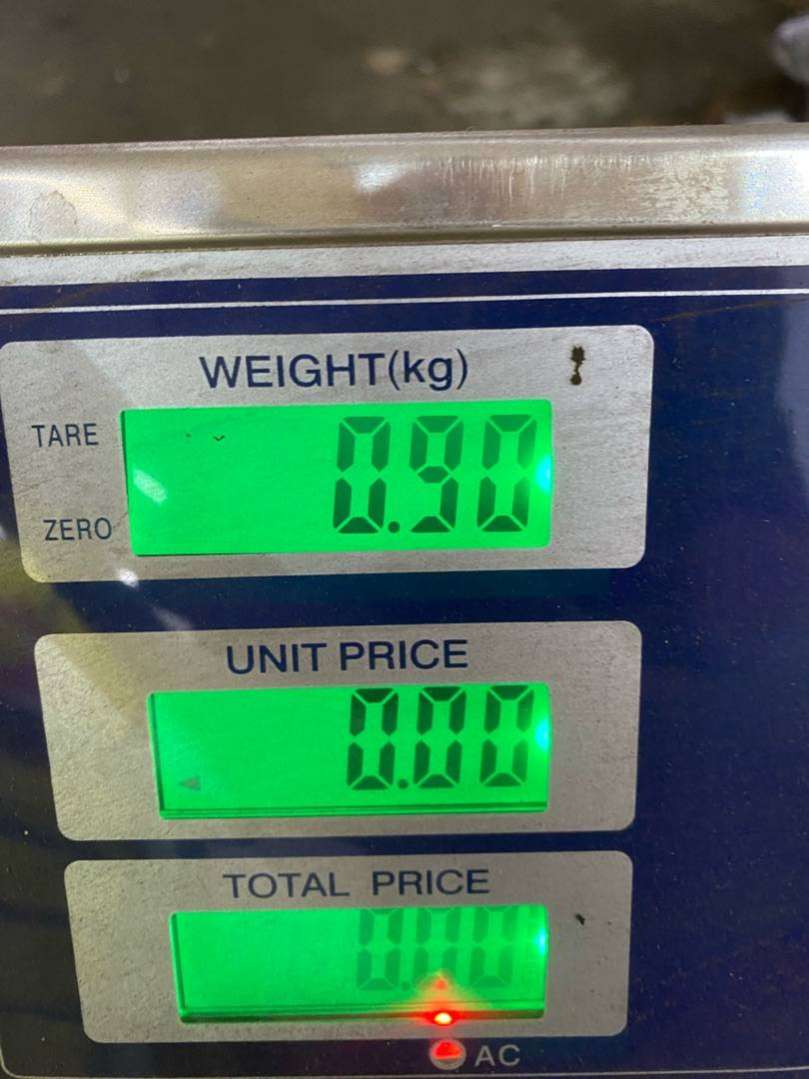 WEIGHT(kg)
TARE
0.90
ZERO
UNIT PRICE
0.00
TOTAL PRICE
0.00
AC